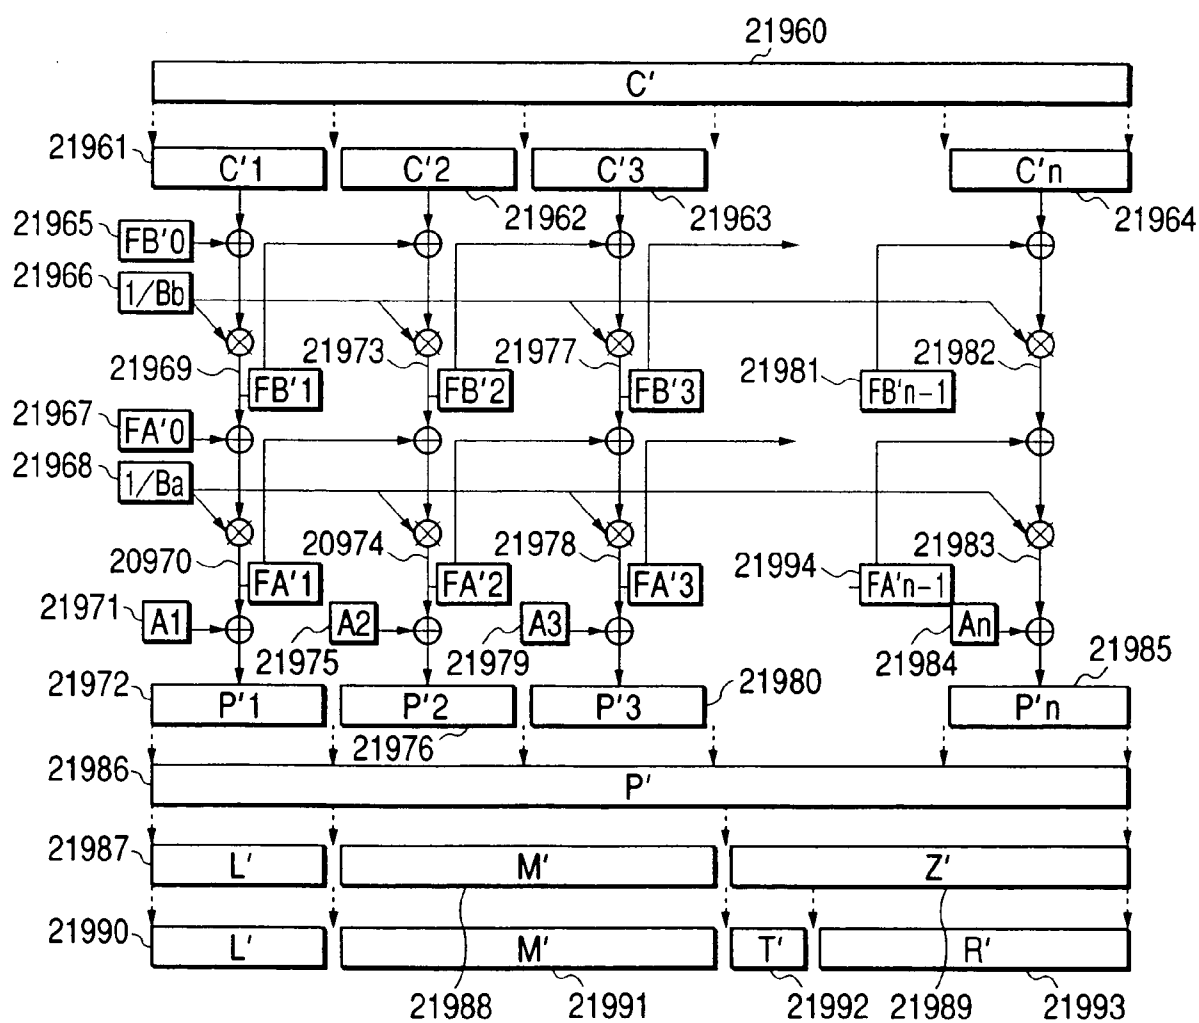 21960
C'
21961
C'1
C'2
C'3
C'n
21962
21963
21964
21965
FB'0
21966
1/Bb
21969
21973
21977
21981
21982
FB'1
FB'2
FB'3
FB'n-1
21967
FA'0
21968
1/Ba
20970
20974
21978
21994
21983
FA'1
FA'2
FA'3
FA'n-1
21971
A1
A2
A3
An
21975
21979
21984
21985
21972
P'1
P'2
P'3
P'n
21980
21976
21986
P'
21987
L'
M'
Z'
21990
L'
M'
T'
R'
21988
21991
21992
21989
21993